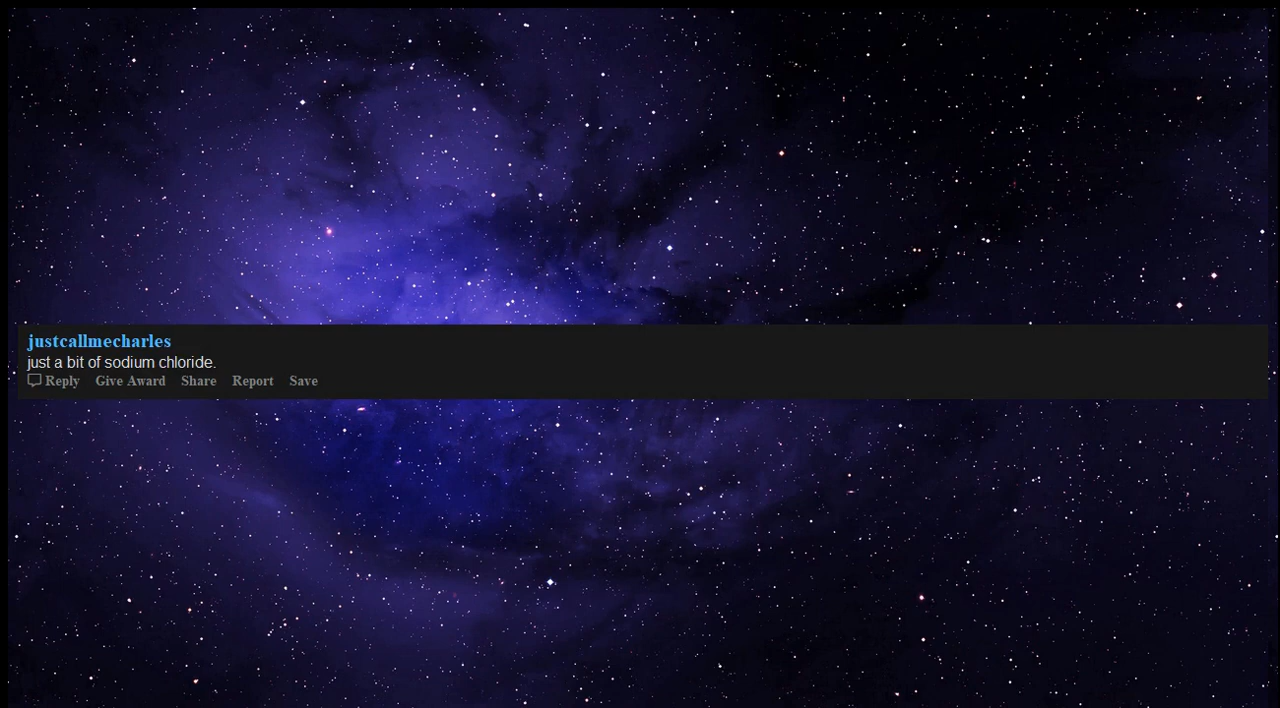 justcallmecharles
just a bit of sodium chloride.
Reply Give Award Share Report Save